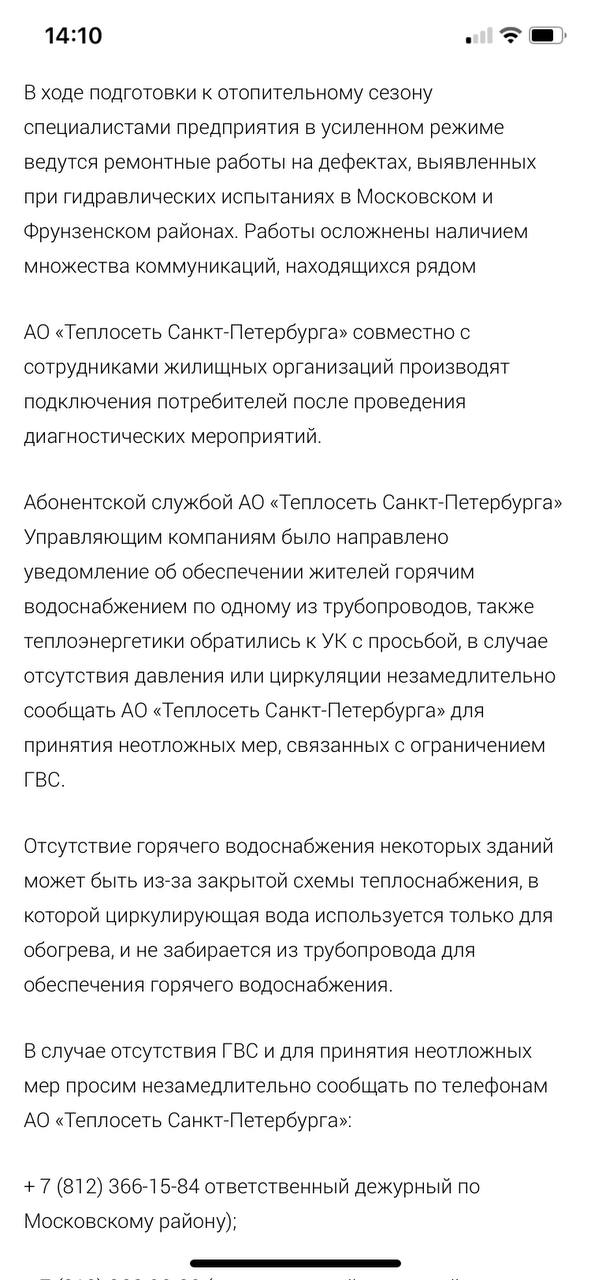 14:10
В ходе подготовки к отопительному сезону
специалистами предприятия в усиленном режиме
ведутся ремонтные работы на дефектах, выявленных
при гидравлических испытаниях в Московском и
Фрунзенском районах. Работы осложнены наличием
множества коммуникаций, находящихся рядом
АО «Теплосеть Санкт-Петербурга» совместно с
сотрудниками жилищных организаций производят
подключения потребителей после проведения
диагностических мероприятий.
Абонентской службой АО «Теплосеть Санкт-Петербурга»
Управляющим компаниям было направлено
уведомление об обеспечении жителей горячим
водоснабжением по одному из трубопроводов, также
теплоэнергетики обратились к УК с просьбой, в случае
отсутствия давления или циркуляции незамедлительно
сообщать АО «Теплосеть Санкт-Петербурга» для
принятия неотложных мер, связанных с ограничением
ГВС.
Отсутствие горячего водоснабжения некоторых зданий
может быть из-за закрытой схемы теплоснабжения, в
которой циркулирующая вода используется только для
обогрева, и не забирается из трубопровода для
обеспечения горячего водоснабжения.
В случае отсутствия ГВС и для принятия неотложных
мер просим незамедлительно сообщать по телефонам
АО «Теплосеть Санкт-Петербурга»:
+ 7 (812) 366-15-84 ответственный дежурный по
Московскому району);